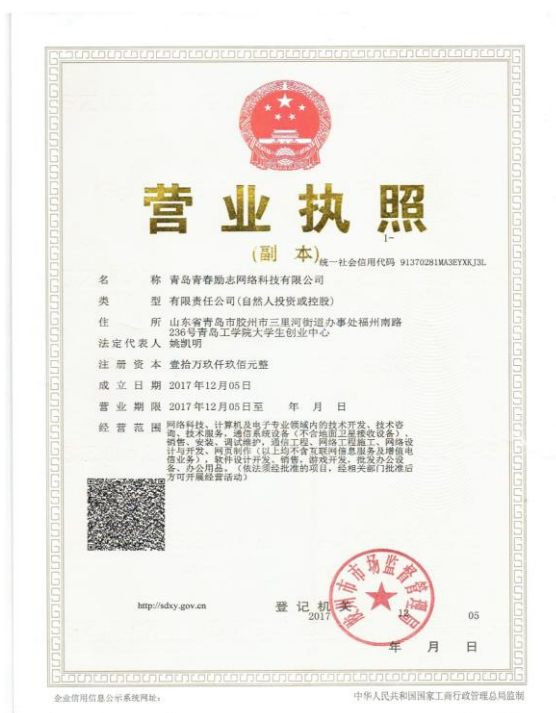 营业执照
(副 本)
1-
统一社会信用代码 91370281MA3EYXKJ3L
名 称 青岛青春励志网络科技有限公司
类 型 有限责任公司(自然人投资或控股)
住 所 山东省青岛市胶州市三里河街道办事处福州南路
236号青岛工学院大学生创业中心
法定代表人 姚凯明
注册资本 壹拾万玖仟玖佰元整
成立日期 2017年12月05日
营业期限 2017年12月05日至 年 月 日
经营范围 网络科技、计算机及电子专业领域内的技术开发、技术咨
询、技术服务，通信系统设备（不含地面卫星接收设备）、
销售、安装、调试维护，通信工程、网络工程施工、网络设
计与开发、网页制作（以上均不含互联网信息服务及增值电
信业务），软件设计开发、销售，游戏开发，批发办公设
备、办公用品。（依法须经批准的项目，经相关部门批准后
方可开展经营活动）
胶州市市场监督管理局
http://sdxy.gov.cn
登记机关
2017 12 05
年 月 日
企业信用信息公示系统网址：
中华人民共和国国家工商行政管理总局监制